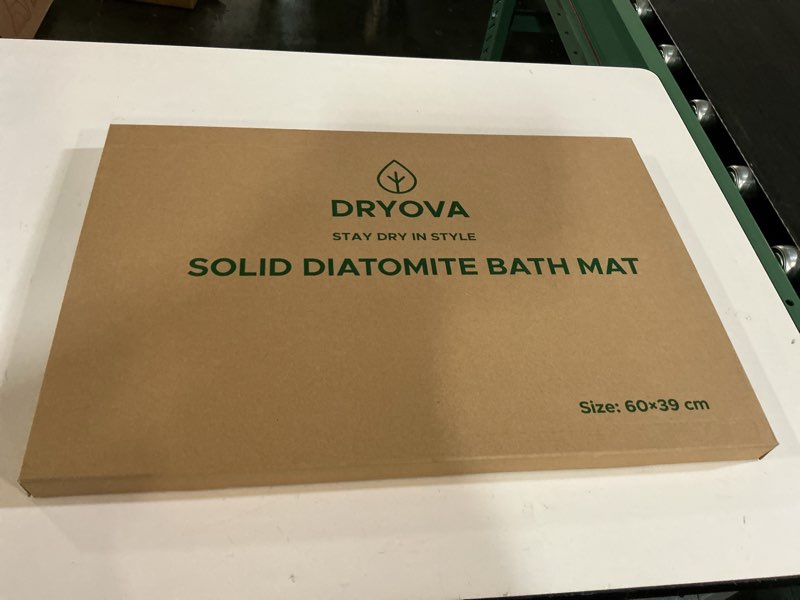 DRYOVA
STAY DRY IN STYLE
SOLID DIATOMITE BATH MAT
Size: 60×39 cm